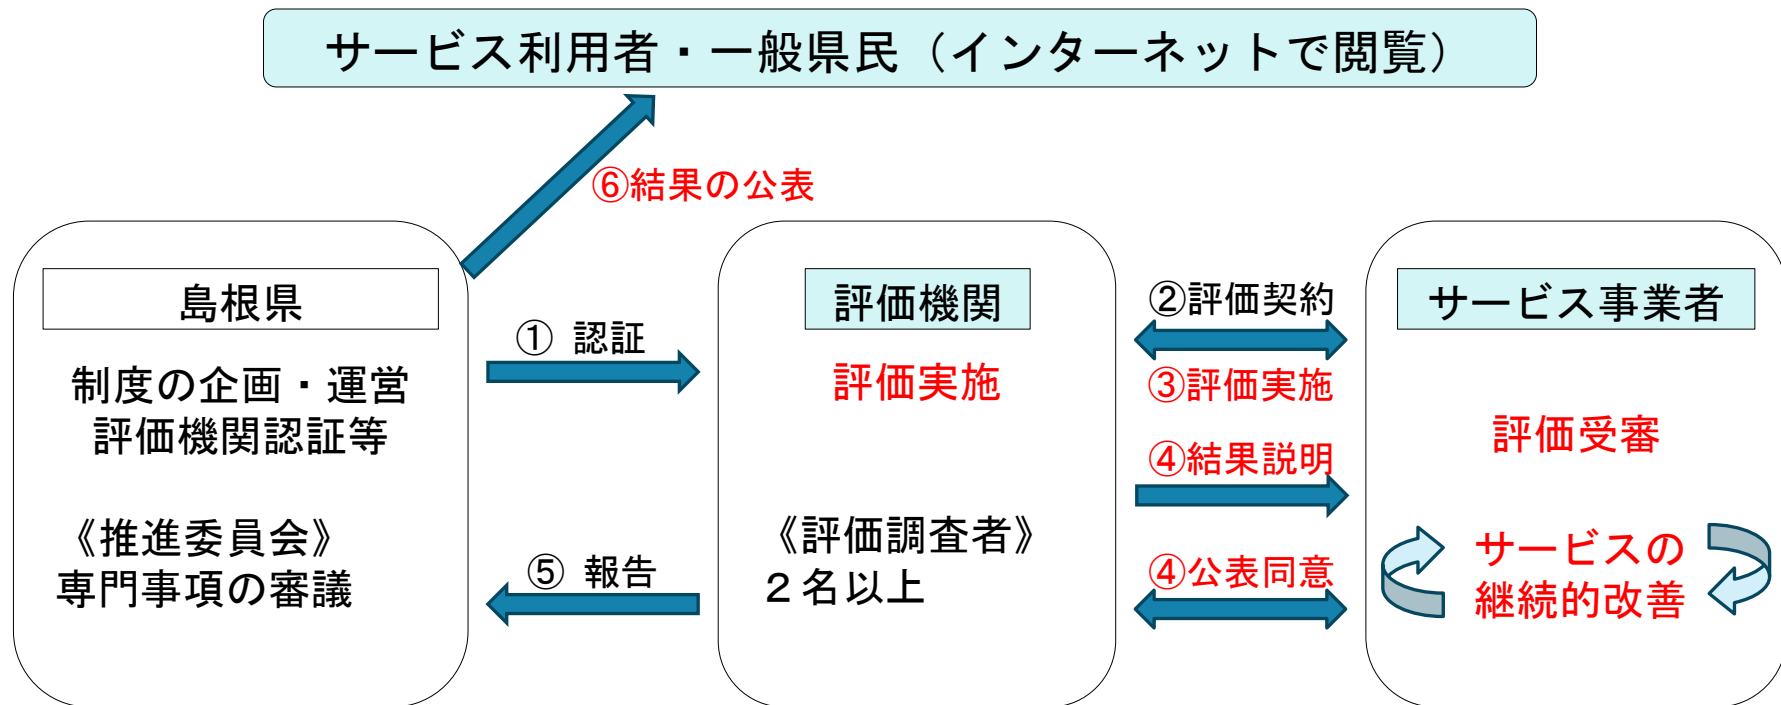 サービス利用者・一般県民（インターネットで閲覧）
⑥結果の公表
島根県
制度の企画・運営
評価機関認証等
《推進委員会》
専門事項の審議
① 認証
⑤ 報告
評価機関
評価実施
《評価調査者》
２名以上
②評価契約
③評価実施
④結果説明
④公表同意
サービス事業者
評価受審
サービスの
継続的改善